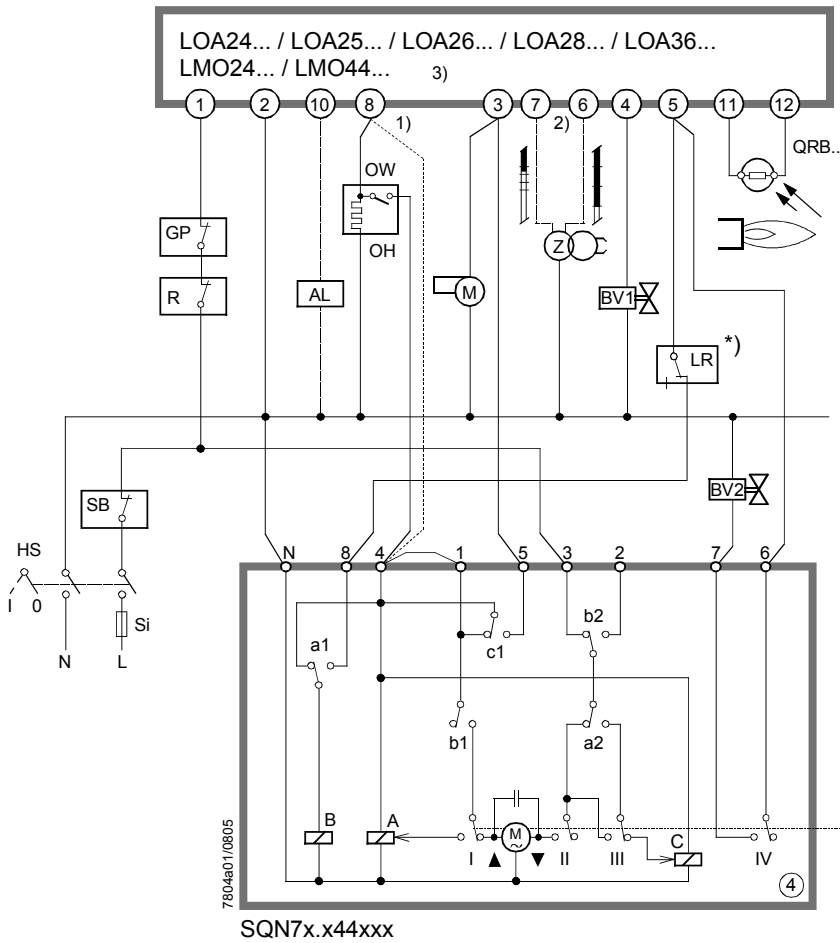 LOA24... / LOA25... / LOA26... / LOA28... / LOA36...
LMO24... / LMO44... 3)
1 2 10 8 3 7 6 4 5 11 12
1) 2)
QRB..
OW
GP
OH
Z
R AL M BV1
LR *)
SB BV2
HS
N 8 4 1 5 3 2 7 6
I 0
Si
N L
b2
a1 c1
b1 a2
B A M ~ C
I II III IV
4
7804a01/0805
SQN7x.x44xxx